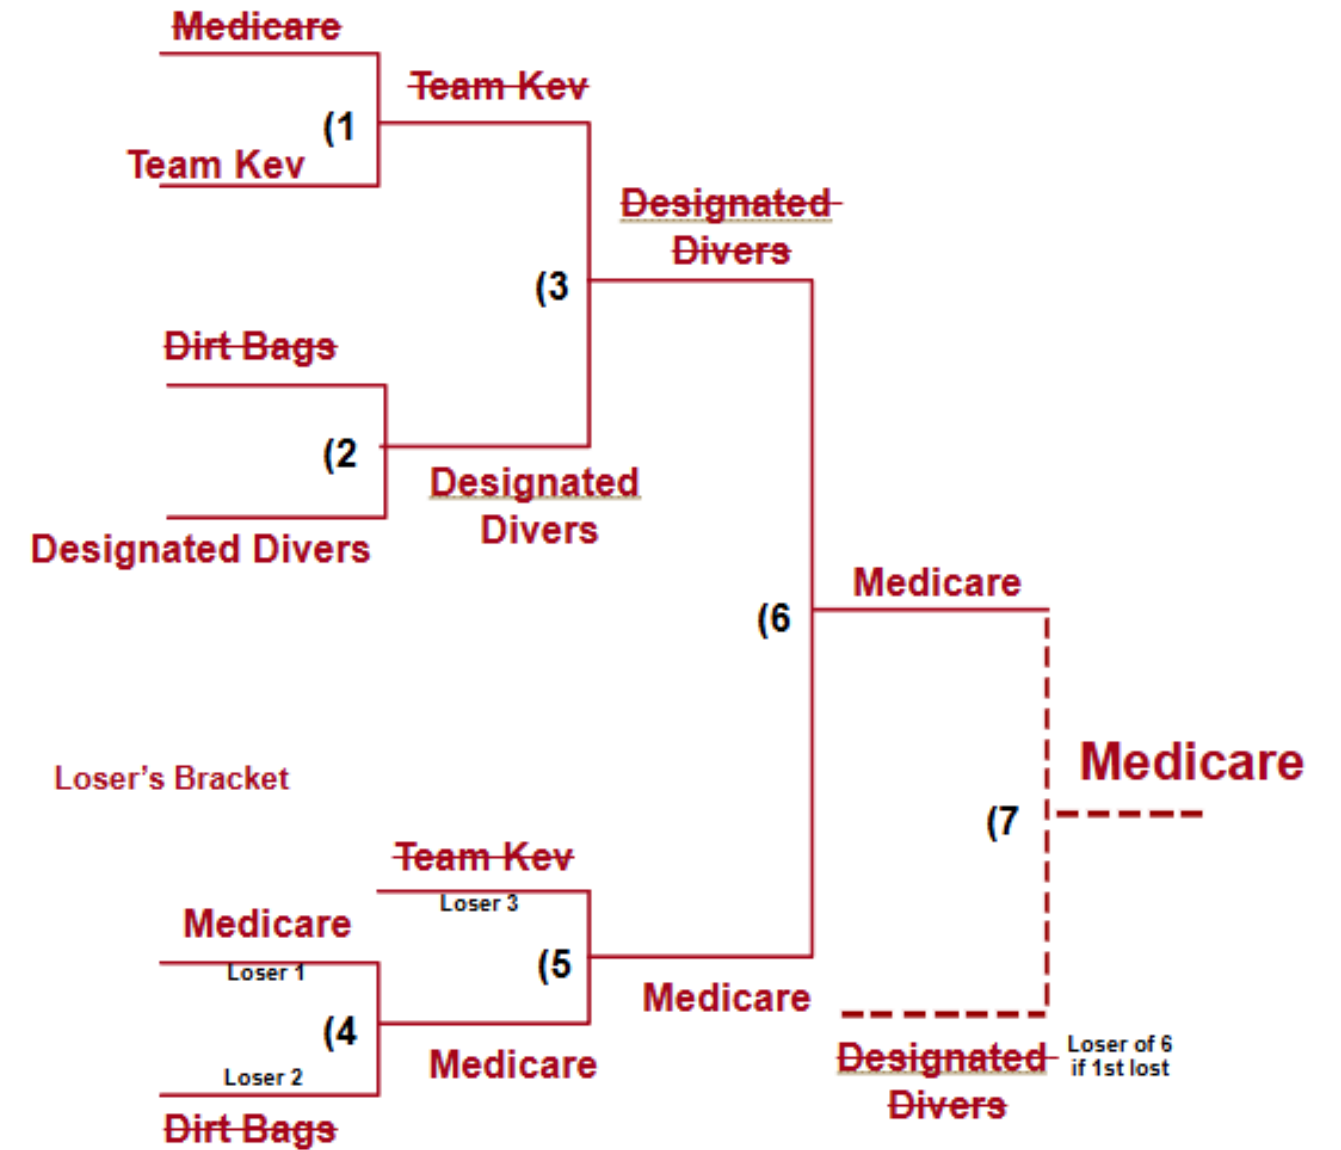 Medicare
Team Kev
(1
Team Kev
Designated
Divers
(3
Dirt Bags
(2
Designated
Divers
Designated Divers
Medicare
(6
Loser’s Bracket
Medicare
(7
Team Kev
Loser 3
Medicare
Loser 1
(5
Medicare
(4
Medicare
Loser 2
Dirt Bags
Designated
Divers
Loser of 6
if 1st lost